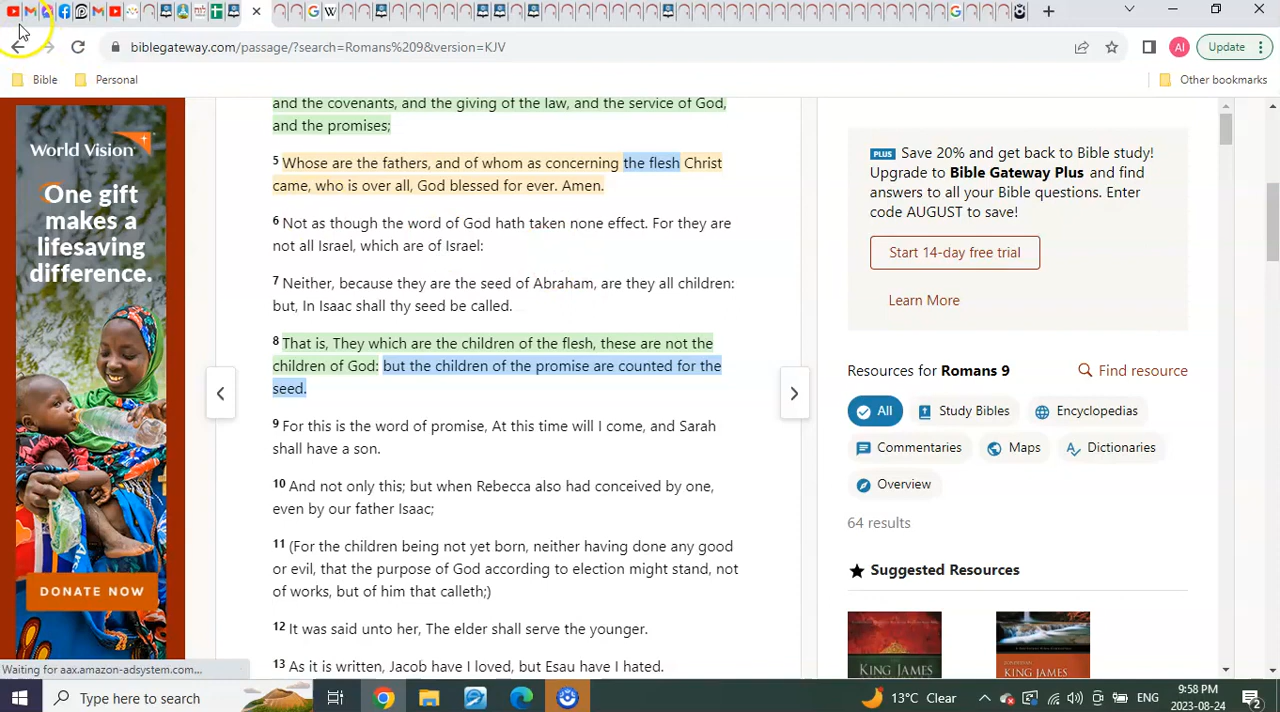 biblegateway.com/passage/?search=Romans%209&version=KJV
AI
Update
Bible
Personal
Other bookmarks
World Vision
One gift
makes a
lifesaving
difference.
DONATE NOW
and the covenants, and the giving of the law, and the service of God,
and the promises;
5 Whose are the fathers, and of whom as concerning the flesh Christ
came, who is over all, God blessed for ever. Amen.
6 Not as though the word of God hath taken none effect. For they are
not all Israel, which are of Israel:
7 Neither, because they are the seed of Abraham, are they all children:
but, In Isaac shall thy seed be called.
8 That is, They which are the children of the flesh, these are not the
children of God: but the children of the promise are counted for the
seed.
9 For this is the word of promise, At this time will I come, and Sarah
shall have a son.
10 And not only this; but when Rebecca also had conceived by one,
even by our father Isaac;
11 (For the children being not yet born, neither having done any good
or evil, that the purpose of God according to election might stand, not
of works, but of him that calleth;)
12 It was said unto her, The elder shall serve the younger.
13 As it is written, Jacob have I loved, but Esau have I hated.
PLUS Save 20% and get back to Bible study!
Upgrade to Bible Gateway Plus and find
answers to all your Bible questions. Enter
code AUGUST to save!
Start 14-day free trial
Learn More
Resources for Romans 9
Find resource
All
Study Bibles
Encyclopedias
Commentaries
Maps
Dictionaries
Overview
64 results
Suggested Resources
KING JAMES
KING JAMES
Waiting for aax.amazon-adsystem.com...
Type here to search
13°C Clear
ENG
9:58 PM
2023-08-24
2